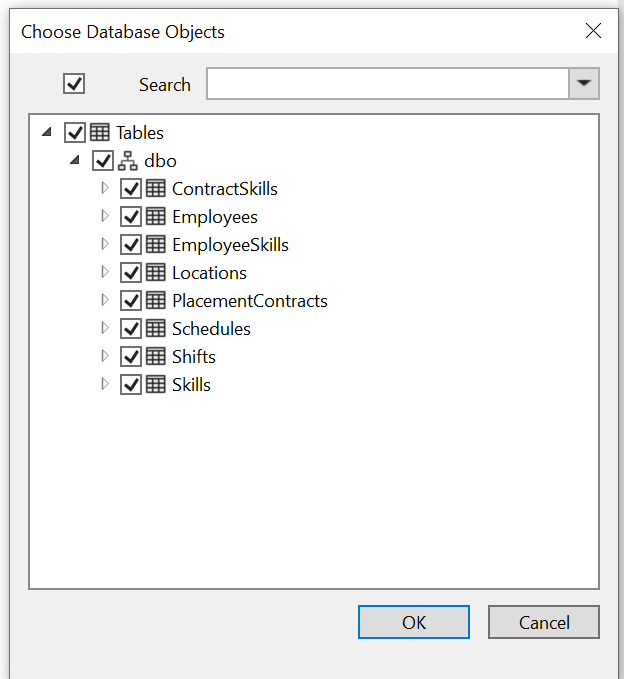 Choose Database Objects
Search
Tables
dbo
ContractSkills
Employees
EmployeeSkills
Locations
PlacementContracts
Schedules
Shifts
Skills
OK Cancel